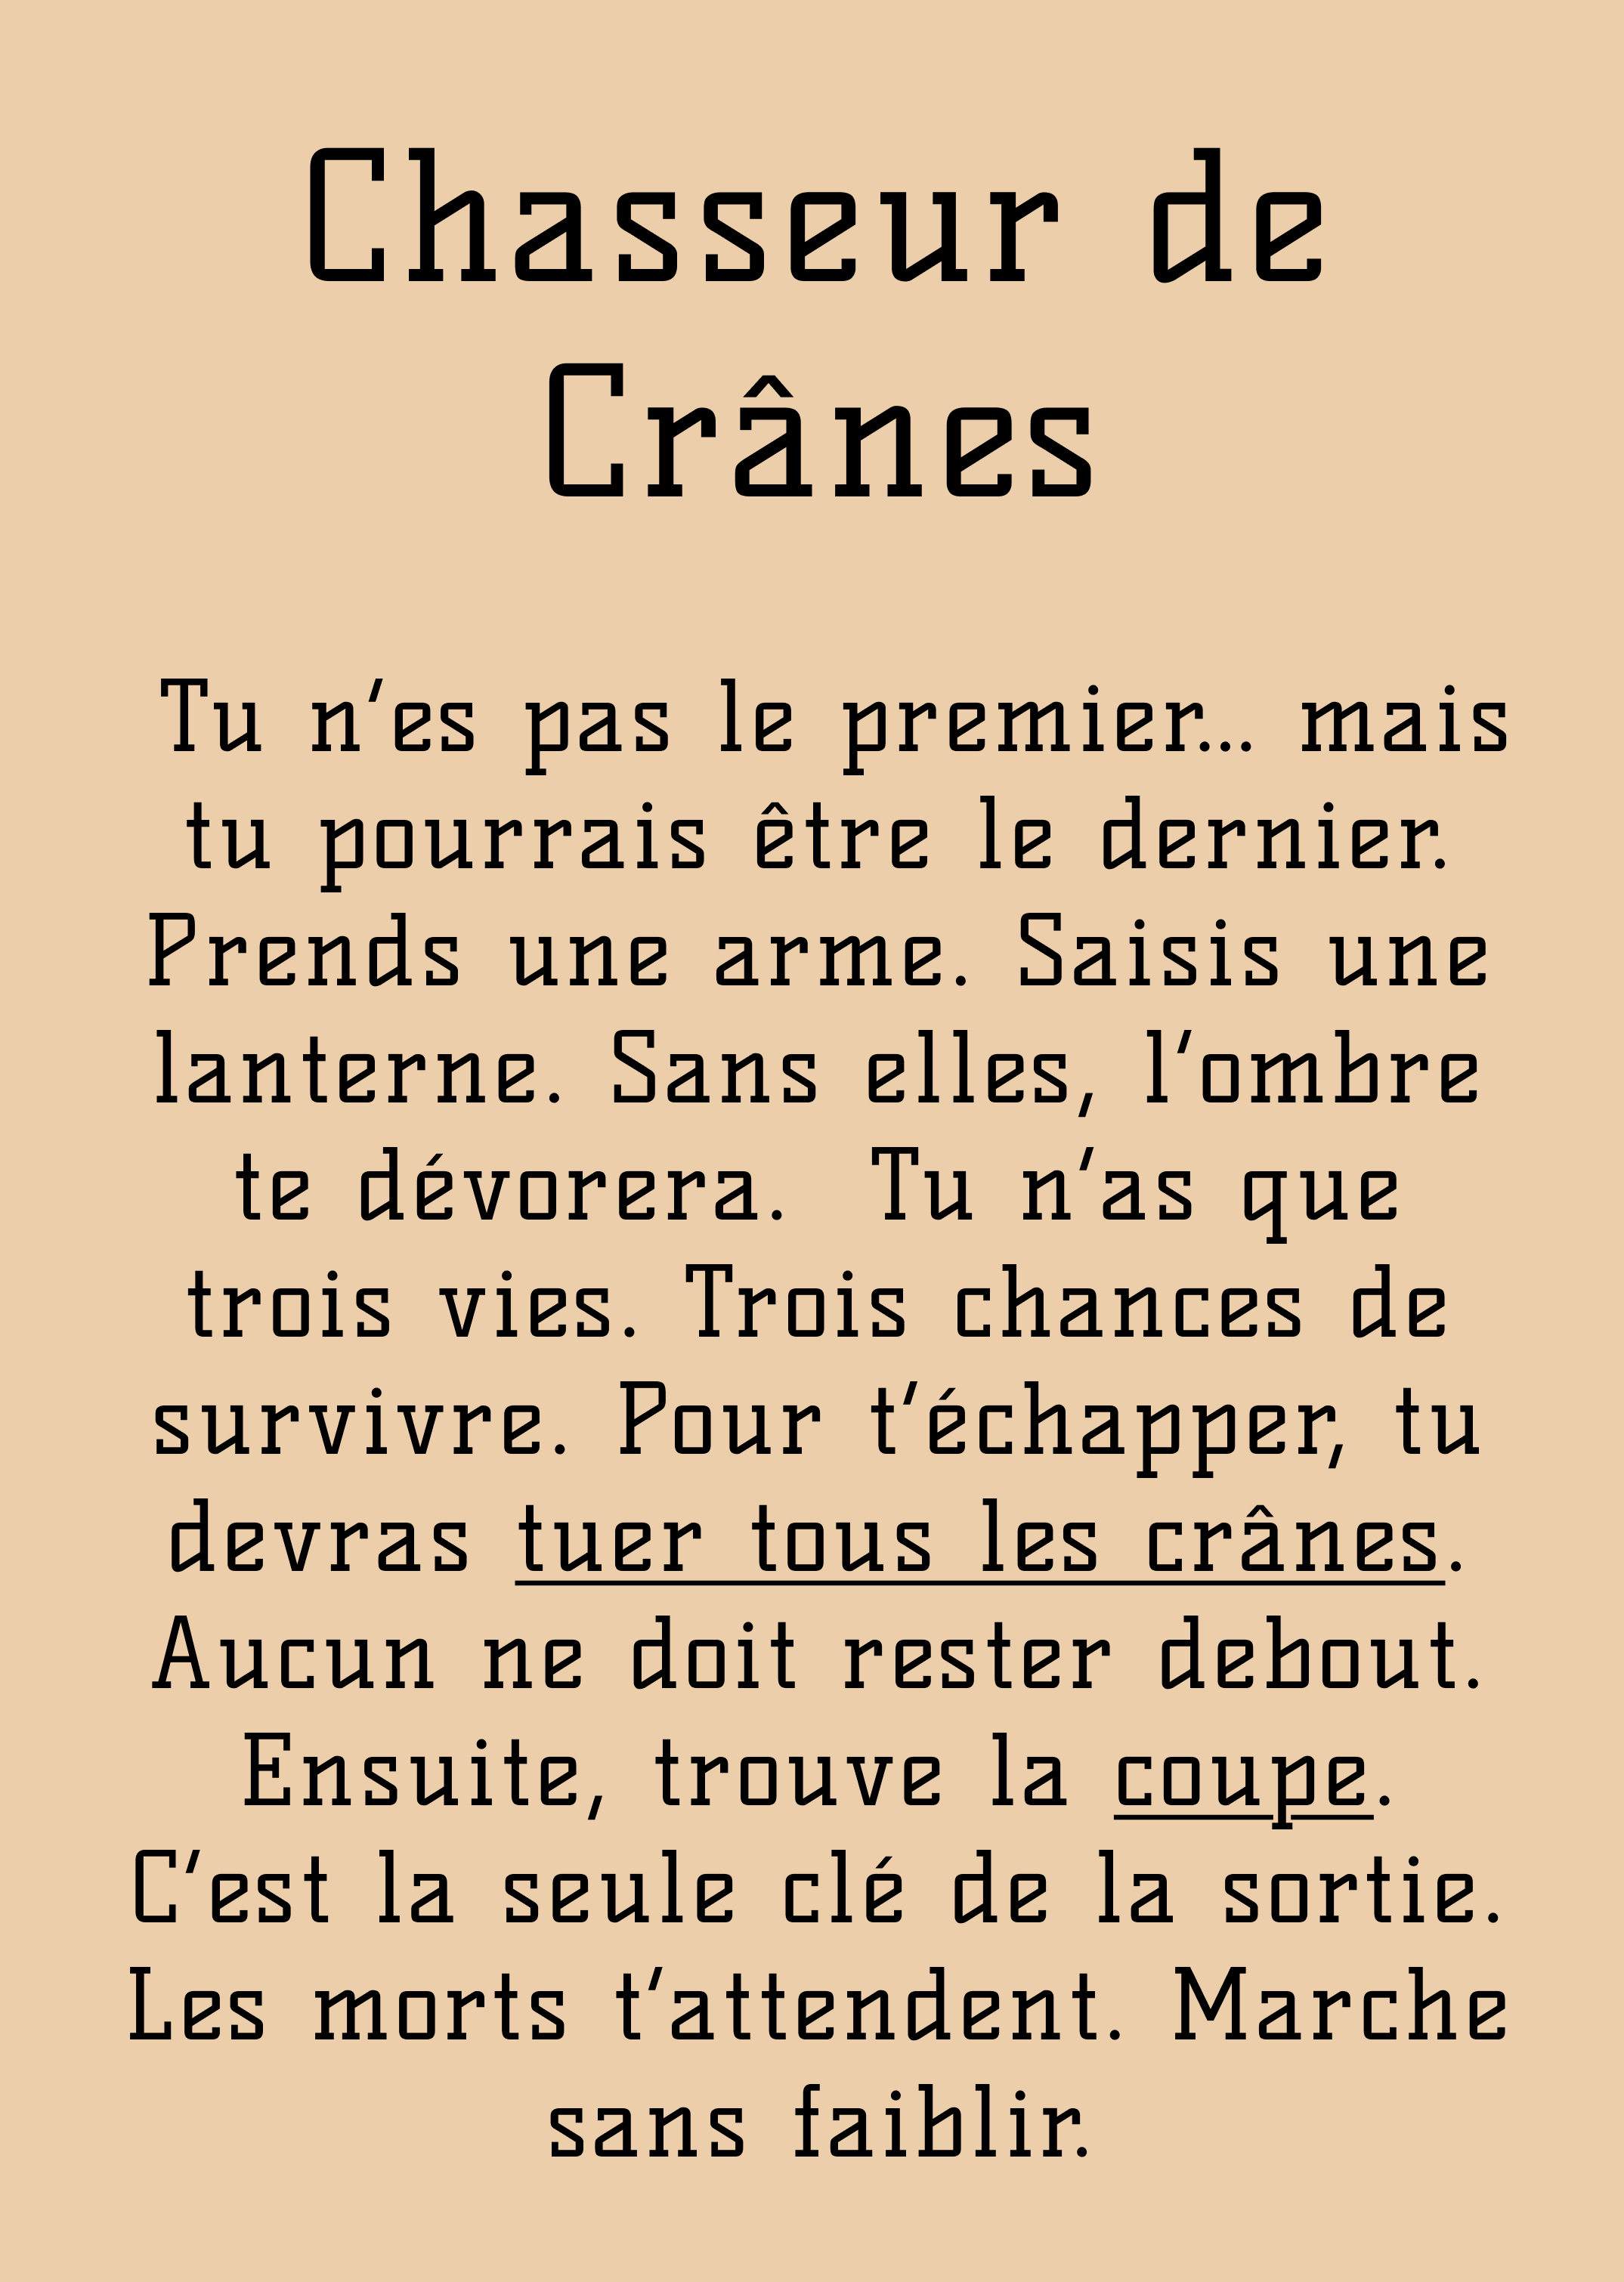 Chasseur de
Crânes
Tu n’es pas le premier… mais
tu pourrais être le dernier.
Prends une arme. Saisis une
lanterne. Sans elles, l’ombre
te dévorera.  Tu n’as que
trois vies. Trois chances de
survivre. Pour t’échapper, tu
devras tuer tous les crânes.
Aucun ne doit rester debout.
Ensuite, trouve la coupe.
C’est la seule clé de la sortie.
Les morts t’attendent. Marche
sans faiblir.